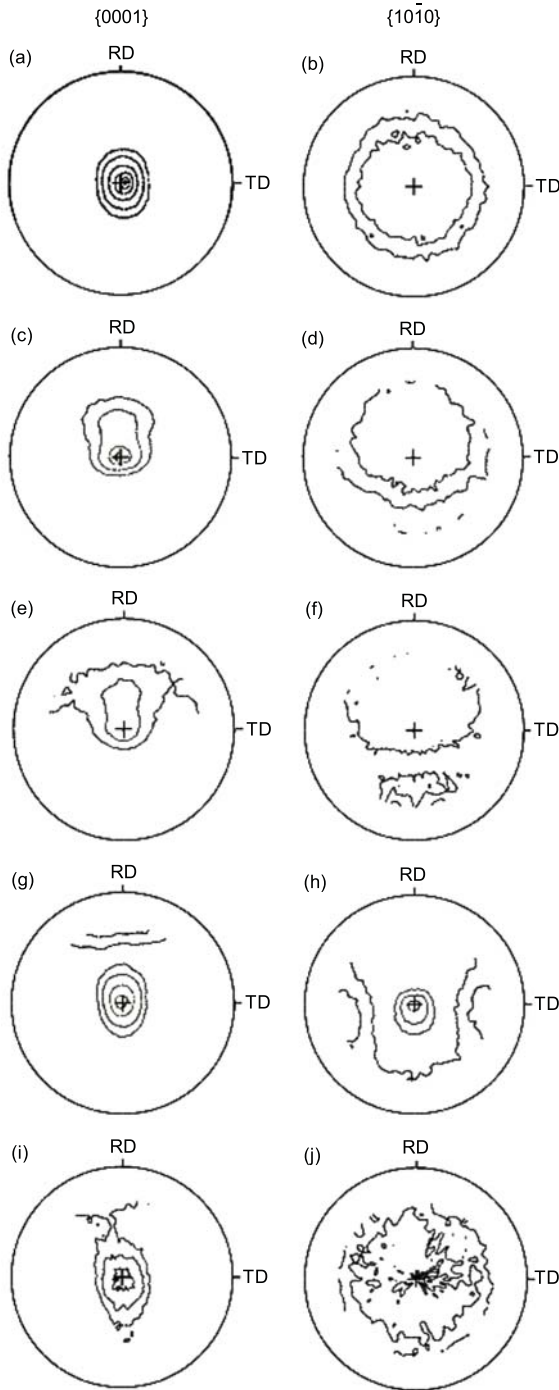 {0001} {101̄0}
(a) RD (b) RD
TD TD
(c) RD (d) RD
TD TD
(e) RD (f) RD
TD TD
(g) RD (h) RD
TD TD
(i) RD (j) RD
TD TD